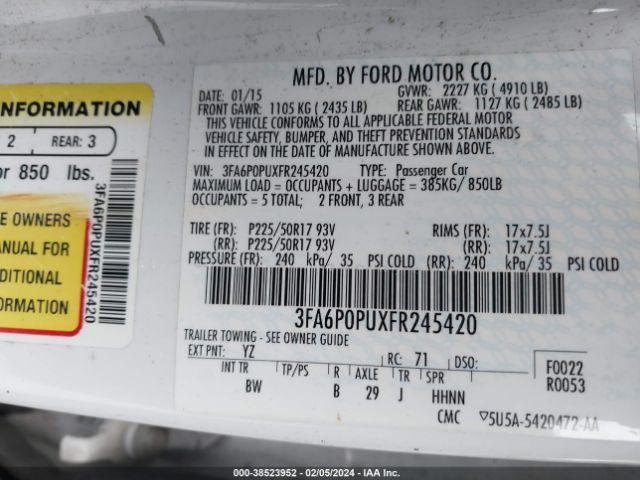 NFORMATION
2 REAR: 3
or 850 lbs.
E OWNERS
ANUAL FOR
DITIONAL
FORMATION
3FA6P0PUXFR245420
MFD. BY FORD MOTOR CO.
DATE: 01/15 GVWR: 2227 KG ( 4910 LB)
FRONT GAWR: 1105 KG ( 2435 LB) REAR GAWR: 1127 KG ( 2485 LB)
THIS VEHICLE CONFORMS TO ALL APPLICABLE FEDERAL MOTOR
VEHICLE SAFETY, BUMPER, AND THEFT PREVENTION STANDARDS
IN EFFECT ON THE DATE OF MANUFACTURE SHOWN ABOVE.
VIN: 3FA6P0PUXFR245420 TYPE: Passenger Car
MAXIMUM LOAD = OCCUPANTS + LUGGAGE = 385KG/ 850LB
OCCUPANTS = 5 TOTAL; 2 FRONT, 3 REAR
TIRE (FR): P225/50R17 93V RIMS (FR): 17x7.5J
(RR): P225/50R17 93V (RR): 17x7.5J
PRESSURE (FR): 240 kPa/ 35 PSI COLD (RR): 240 kPa/ 35 PSI COLD
3FA6P0PUXFR245420
TRAILER TOWING - SEE OWNER GUIDE
EXT PNT: YZ RC: 71 DSO: F0022
INT TR TP/PS R AXLE TR SPR R0053
BW B 29 J HHNN
CMC 5U5A-5420472-AA
000-38523952 - 02/05/2024 - IAA Inc.